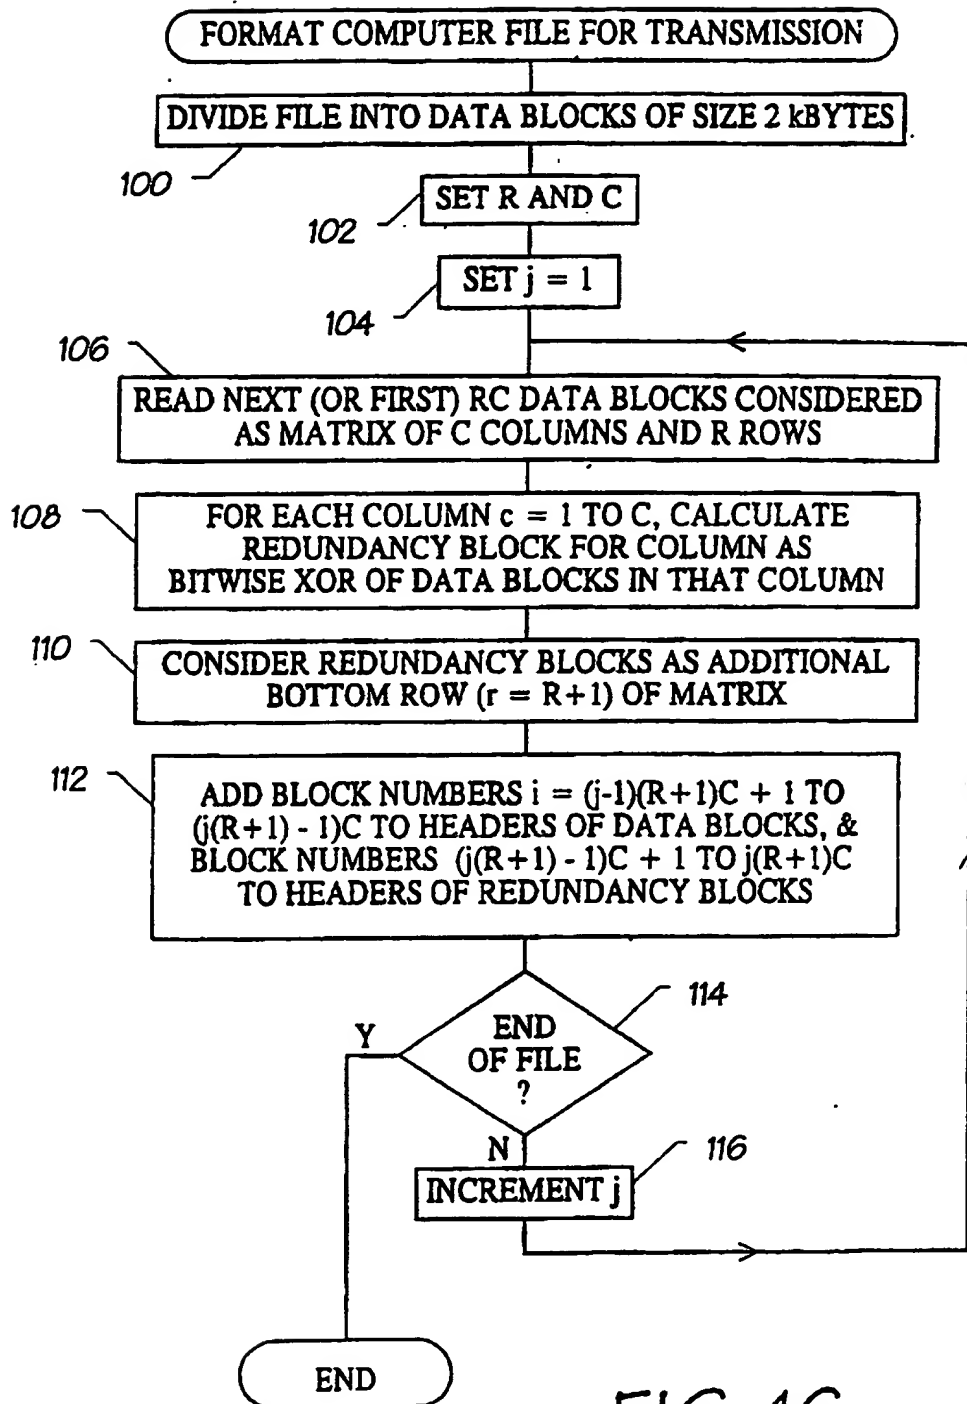 FORMAT COMPUTER FILE FOR TRANSMISSION
DIVIDE FILE INTO DATA BLOCKS OF SIZE 2 kBYTES
100
SET R AND C
102
SET j = 1
104
106
READ NEXT (OR FIRST) RC DATA BLOCKS CONSIDERED
AS MATRIX OF C COLUMNS AND R ROWS
108
FOR EACH COLUMN c = 1 TO C, CALCULATE
REDUNDANCY BLOCK FOR COLUMN AS
BITWISE XOR OF DATA BLOCKS IN THAT COLUMN
110
CONSIDER REDUNDANCY BLOCKS AS ADDITIONAL
BOTTOM ROW (r = R+1) OF MATRIX
112
ADD BLOCK NUMBERS i = (j-1)(R+1)C + 1 TO
(j(R+1) - 1)C TO HEADERS OF DATA BLOCKS, &
BLOCK NUMBERS (j(R+1) - 1)C + 1 TO j(R+1)C
TO HEADERS OF REDUNDANCY BLOCKS
114
Y
END
OF FILE
?
N
116
INCREMENT j
END